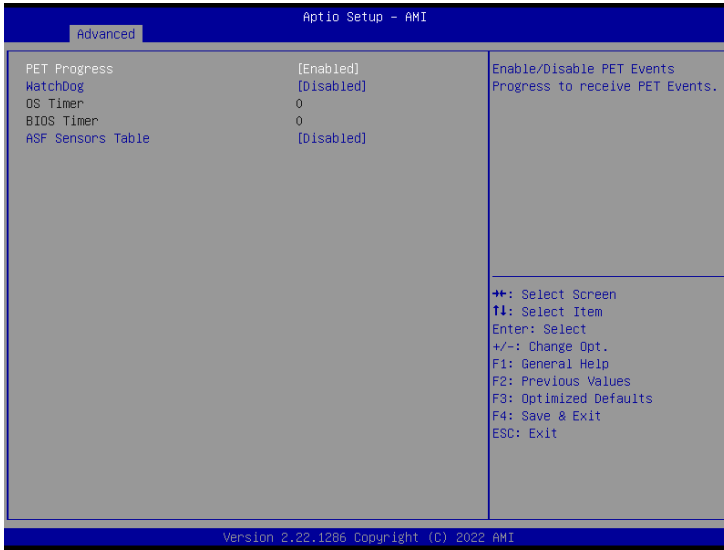 Aptio Setup – AMI
Advanced
PET Progress [Enabled]
WatchDog [Disabled]
OS Timer 0
BIOS Timer 0
ASF Sensors Table [Disabled]
Enable/Disable PET Events
Progress to receive PET Events.
→←: Select Screen
↑↓: Select Item
Enter: Select
+/-: Change Opt.
F1: General Help
F2: Previous Values
F3: Optimized Defaults
F4: Save & Exit
ESC: Exit
Version 2.22.1286 Copyright (C) 2022 AMI